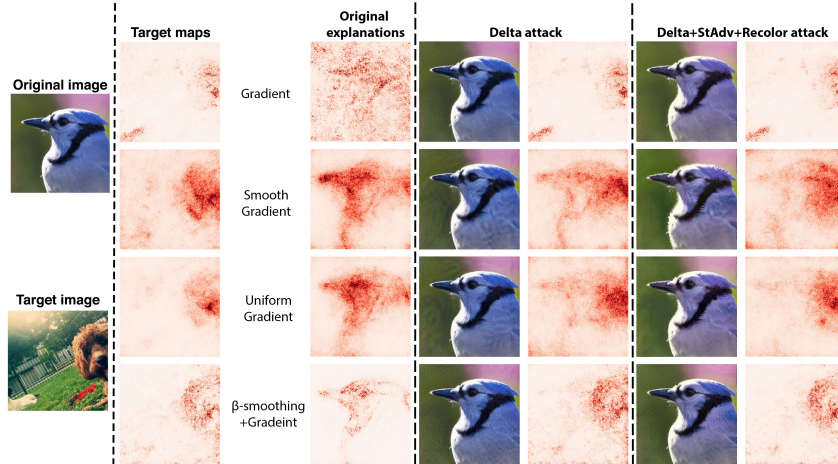 Original image
Target image
Target maps
Original
explanations
Delta attack
Delta+StAdv+Recolor attack
Gradient
Smooth
Gradient
Uniform
Gradient
β-smoothing
+Gradeint